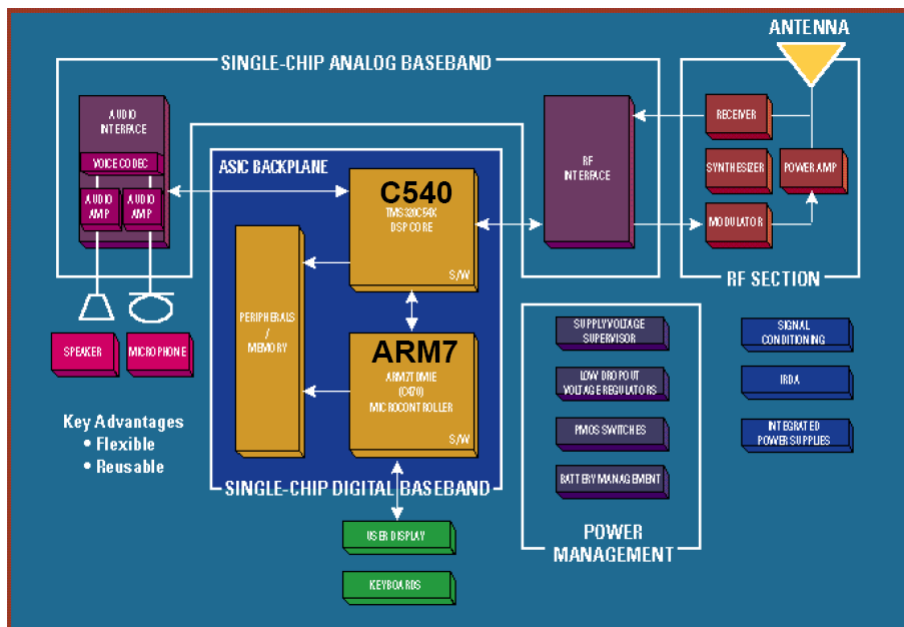 ANTENNA
SINGLE-CHIP ANALOG BASEBAND
AUDIO
INTERFACE
VOICE CODEC
AUDIO
AMP
AUDIO
AMP
SPEAKER
MICROPHONE
Key Advantages
• Flexible
• Reusable
ASIC BACKPLANE
C540
TMS320C54X
DSP CORE
S/W
PERIPHERALS
/
MEMORY
ARM7
ARM7TDMIE
(C470)
MICROCONTROLLER
S/W
SINGLE-CHIP DIGITAL BASEBAND
USER DISPLAY
KEYBOARDS
RF
INTERFACE
RECEIVER
SYNTHESIZER
POWER AMP
MODULATOR
RF SECTION
SUPPLY VOLTAGE
SUPERVISOR
LOW DROPOUT
VOLTAGE REGULATORS
PMOS SWITCHES
BATTERY MANAGEMENT
POWER
MANAGEMENT
SIGNAL
CONDITIONING
IRDA
INTEGRATED
POWER SUPPLIES